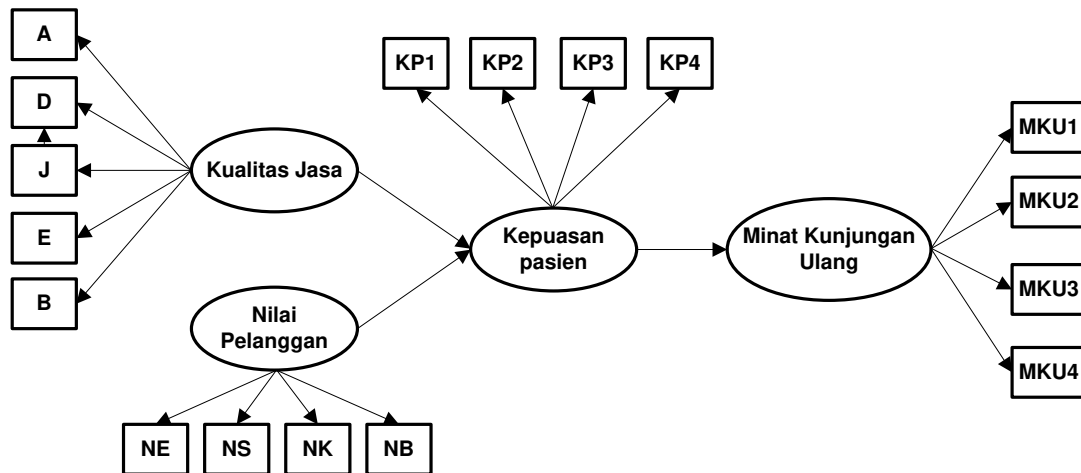 A
D
J
E
B
Kualitas Jasa
Nilai
Pelanggan
NE
NS
NK
NB
KP1
KP2
KP3
KP4
Kepuasan
pasien
Minat Kunjungan
Ulang
MKU1
MKU2
MKU3
MKU4